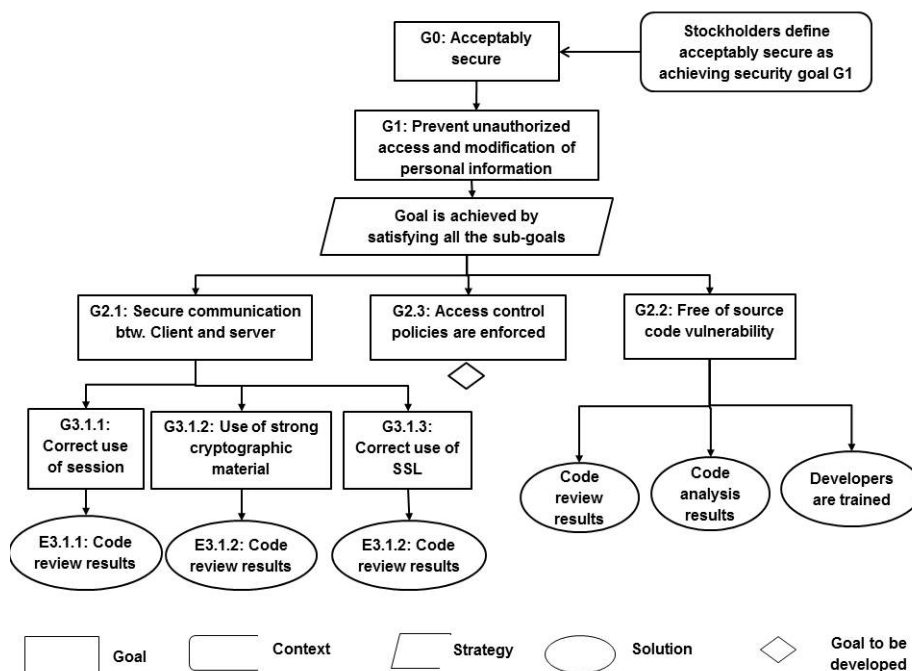 G0: Acceptably
secure
Stockholders define
acceptably secure as
achieving security goal G1
G1: Prevent unauthorized
access and modification of
personal information
Goal is achieved by
satisfying all the sub-goals
G2.1: Secure communication
btw. Client and server
G2.3: Access control
policies are enforced
G2.2: Free of source
code vulnerability
G3.1.1:
Correct use
of session
G3.1.2: Use of strong
cryptographic
material
G3.1.3:
Correct use of
SSL
Code
review
results
Code
analysis
results
Developers
are trained
E3.1.1: Code
review results
E3.1.2: Code
review results
E3.1.2: Code
review results
Goal
Context
Strategy
Solution
Goal to be
developed